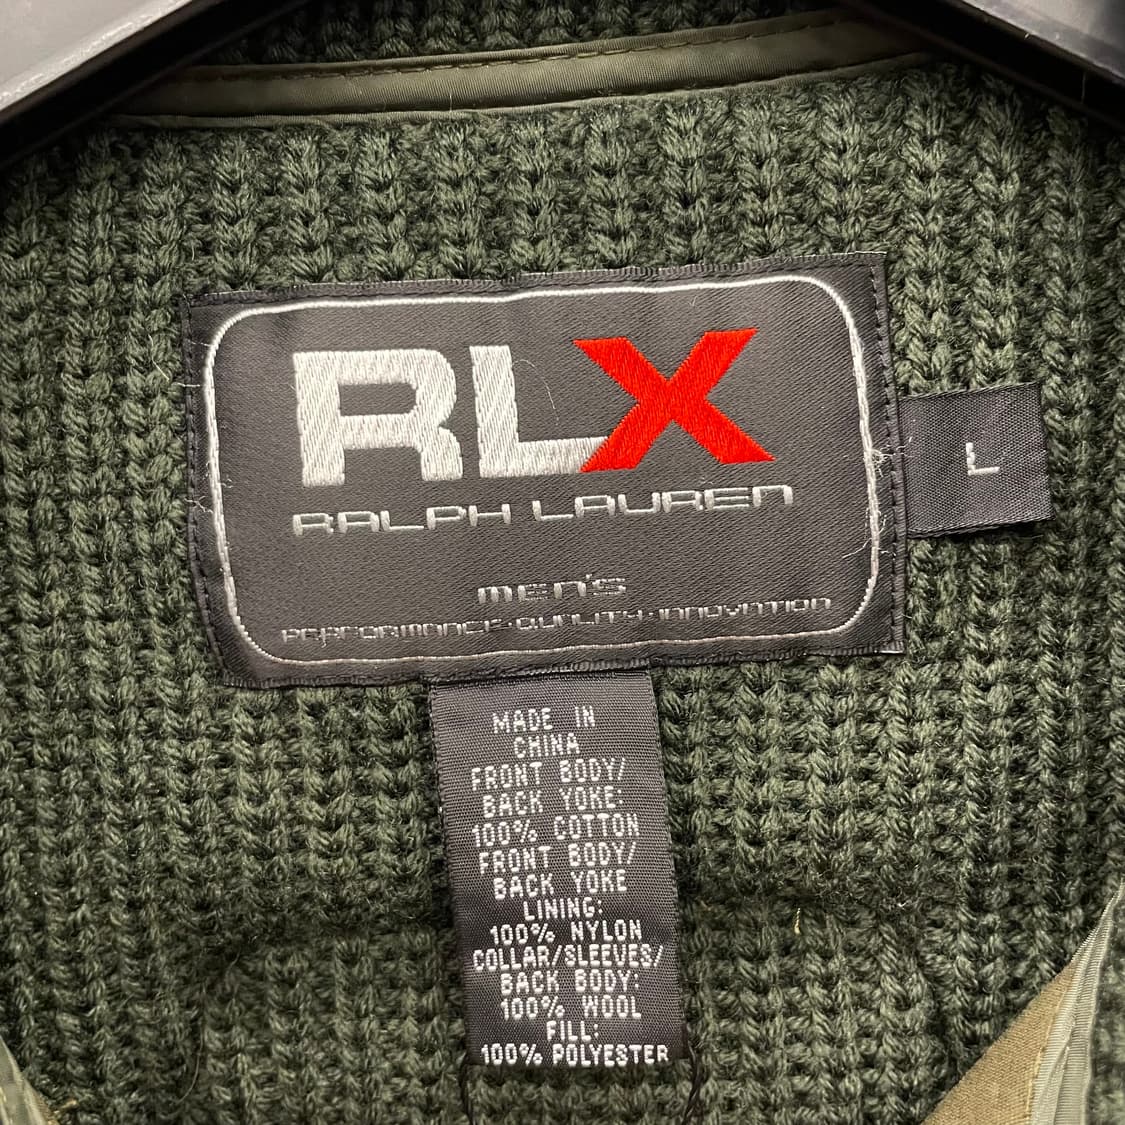 RLX
RALPH LAUREN
L
men's
PERFORMANCE·QUALITY·INNOVATION
MADE IN
CHINA
FRONT BODY/
BACK YOKE:
100% COTTON
FRONT BODY/
BACK YOKE
LINING:
100% NYLON
COLLAR/SLEEVES/
BACK BODY:
100% WOOL
FILL:
100% POLYESTER